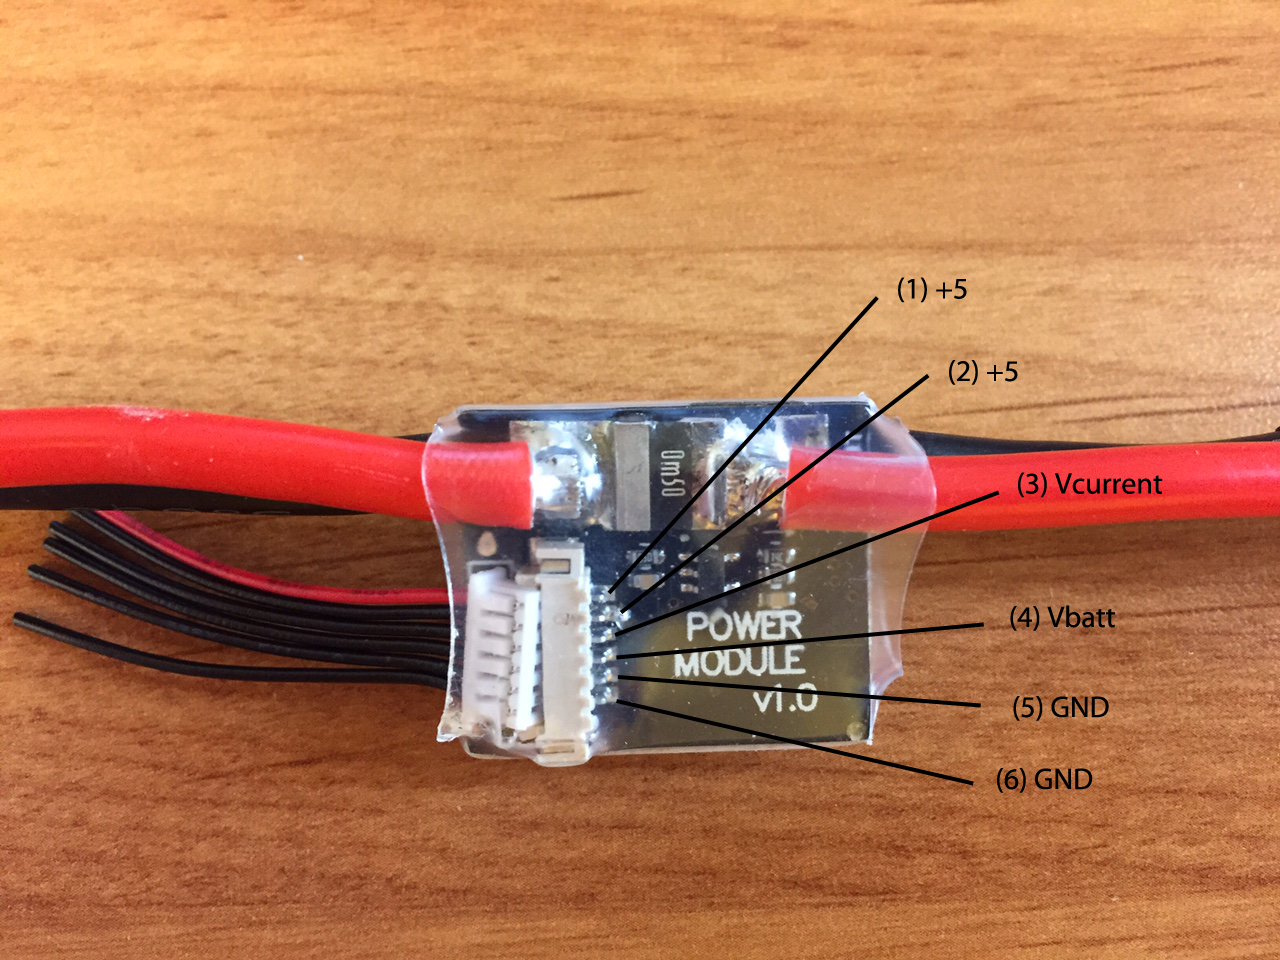 (1) +5
(2) +5
0m50
(3) Vcurrent
(4) Vbatt
POWER
MODULE
v1.0
(5) GND
(6) GND